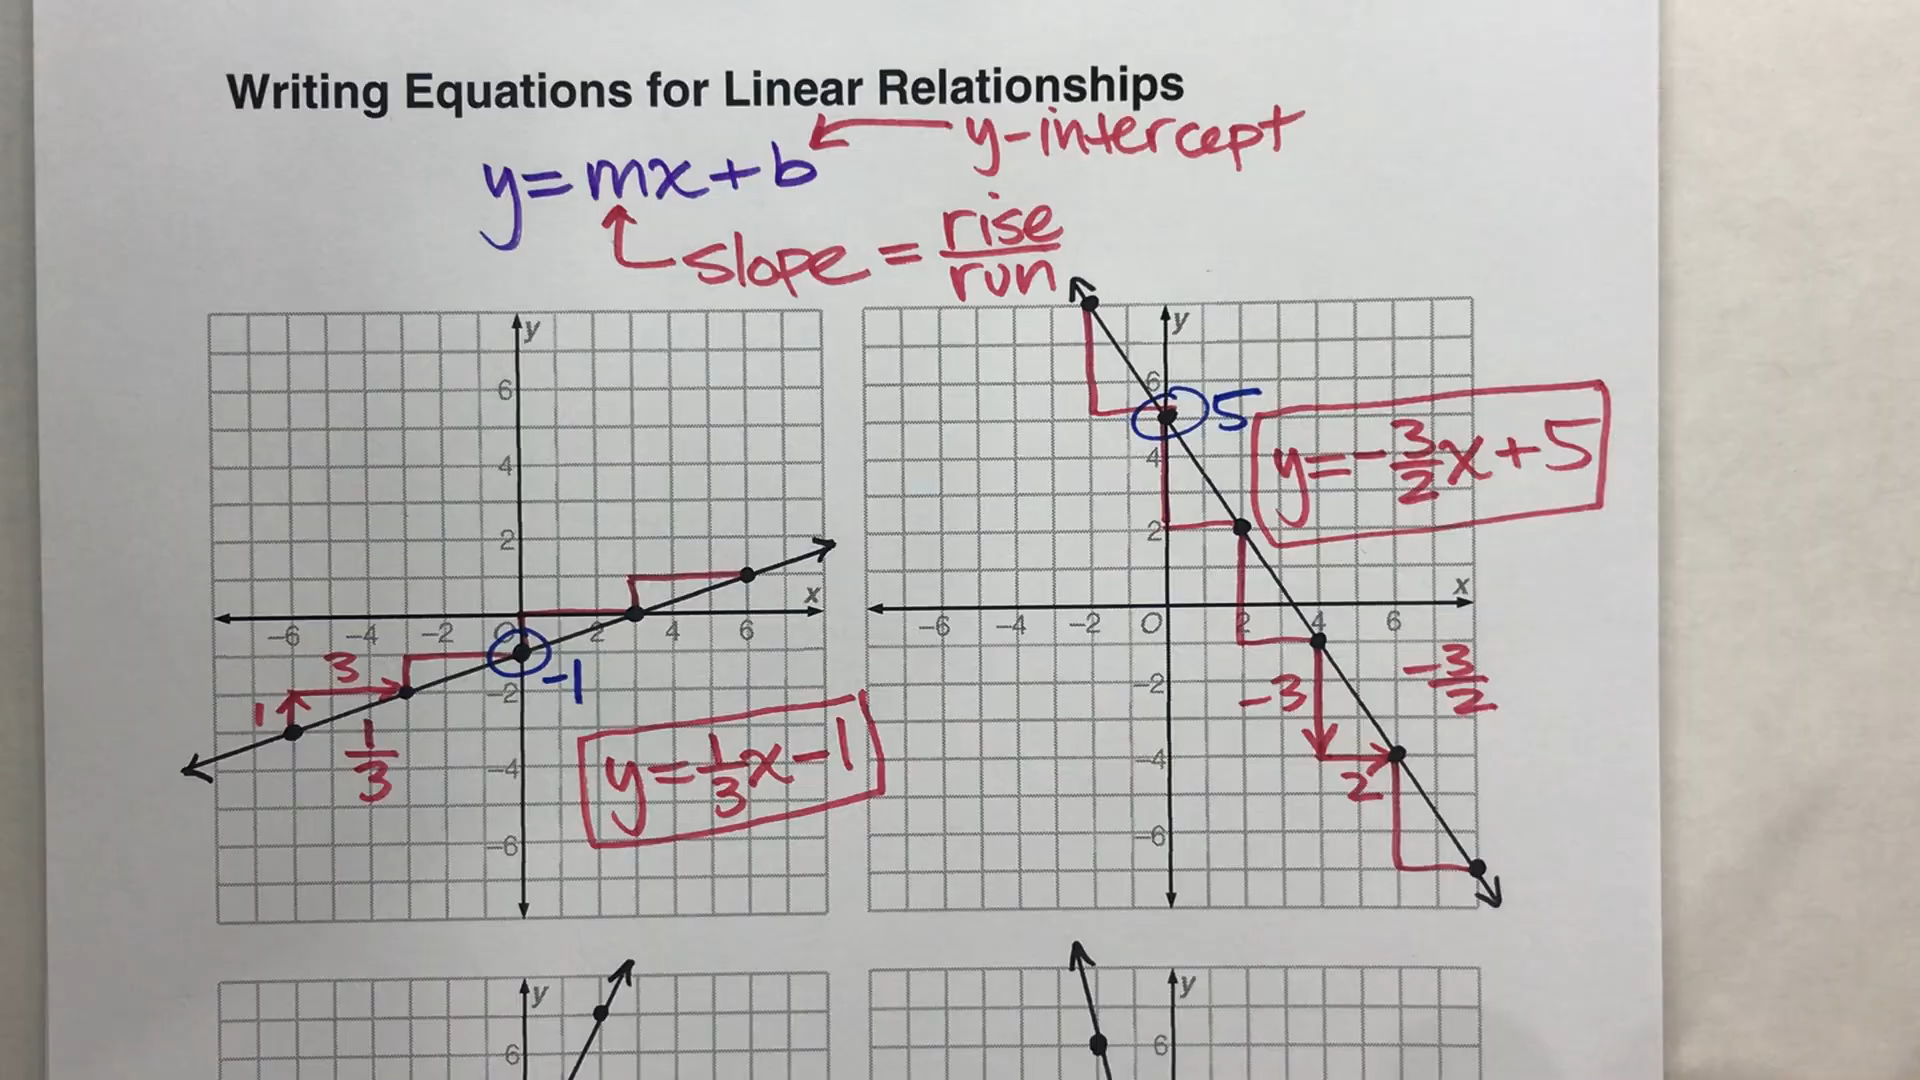 Writing Equations for Linear Relationships
y=mx+b ← y-intercept
slope = rise/run
y
6
4
2
x
-6 -4 -2 O 2 4 6
-1
-2
3
1
1/3
-4
-6
y=1/3x-1
y
6
5
4
2
y=-3/2x+5
x
-6 -4 -2 O 2 4 6
-2
-3
-3/2
-4
2
-6
y
6
y
6